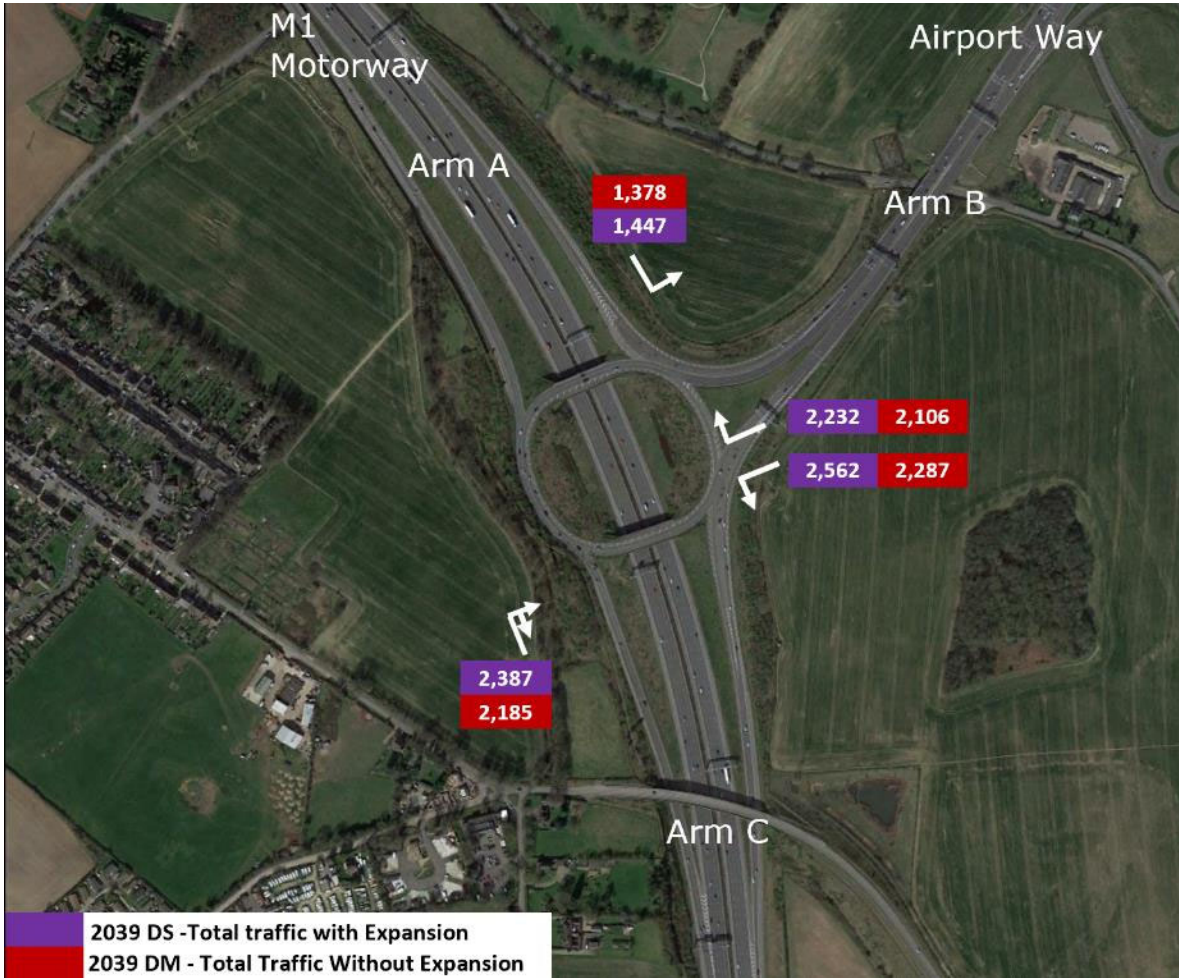 M1
Motorway
Airport Way
Arm A
1,378
1,447
Arm B
2,232 2,106
2,562 2,287
2,387
2,185
Arm C
2039 DS -Total traffic with Expansion
2039 DM - Total Traffic Without Expansion